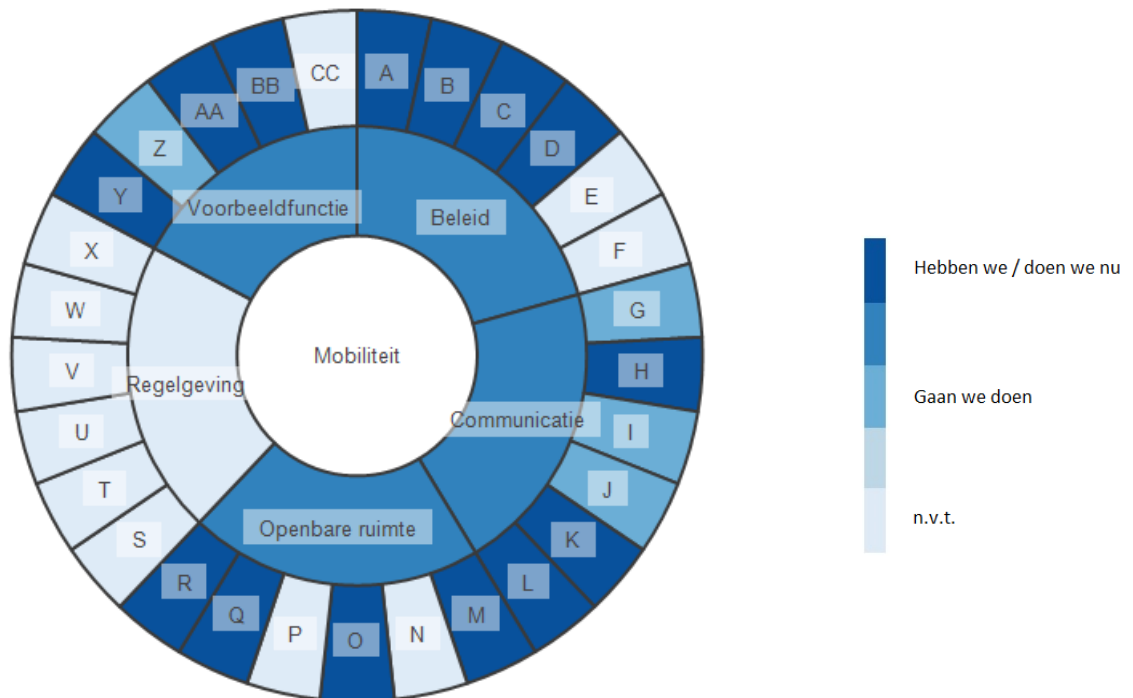 CC
A
BB
B
AA
C
Z
D
Y
E
Voorbeeldfunctie
Beleid
X
F
Hebben we / doen we nu
W
G
Mobiliteit
V
H
Regelgeving
Gaan we doen
Communicatie
U
I
T
J
n.v.t.
Openbare ruimte
S
K
R
L
Q
M
P
O
N